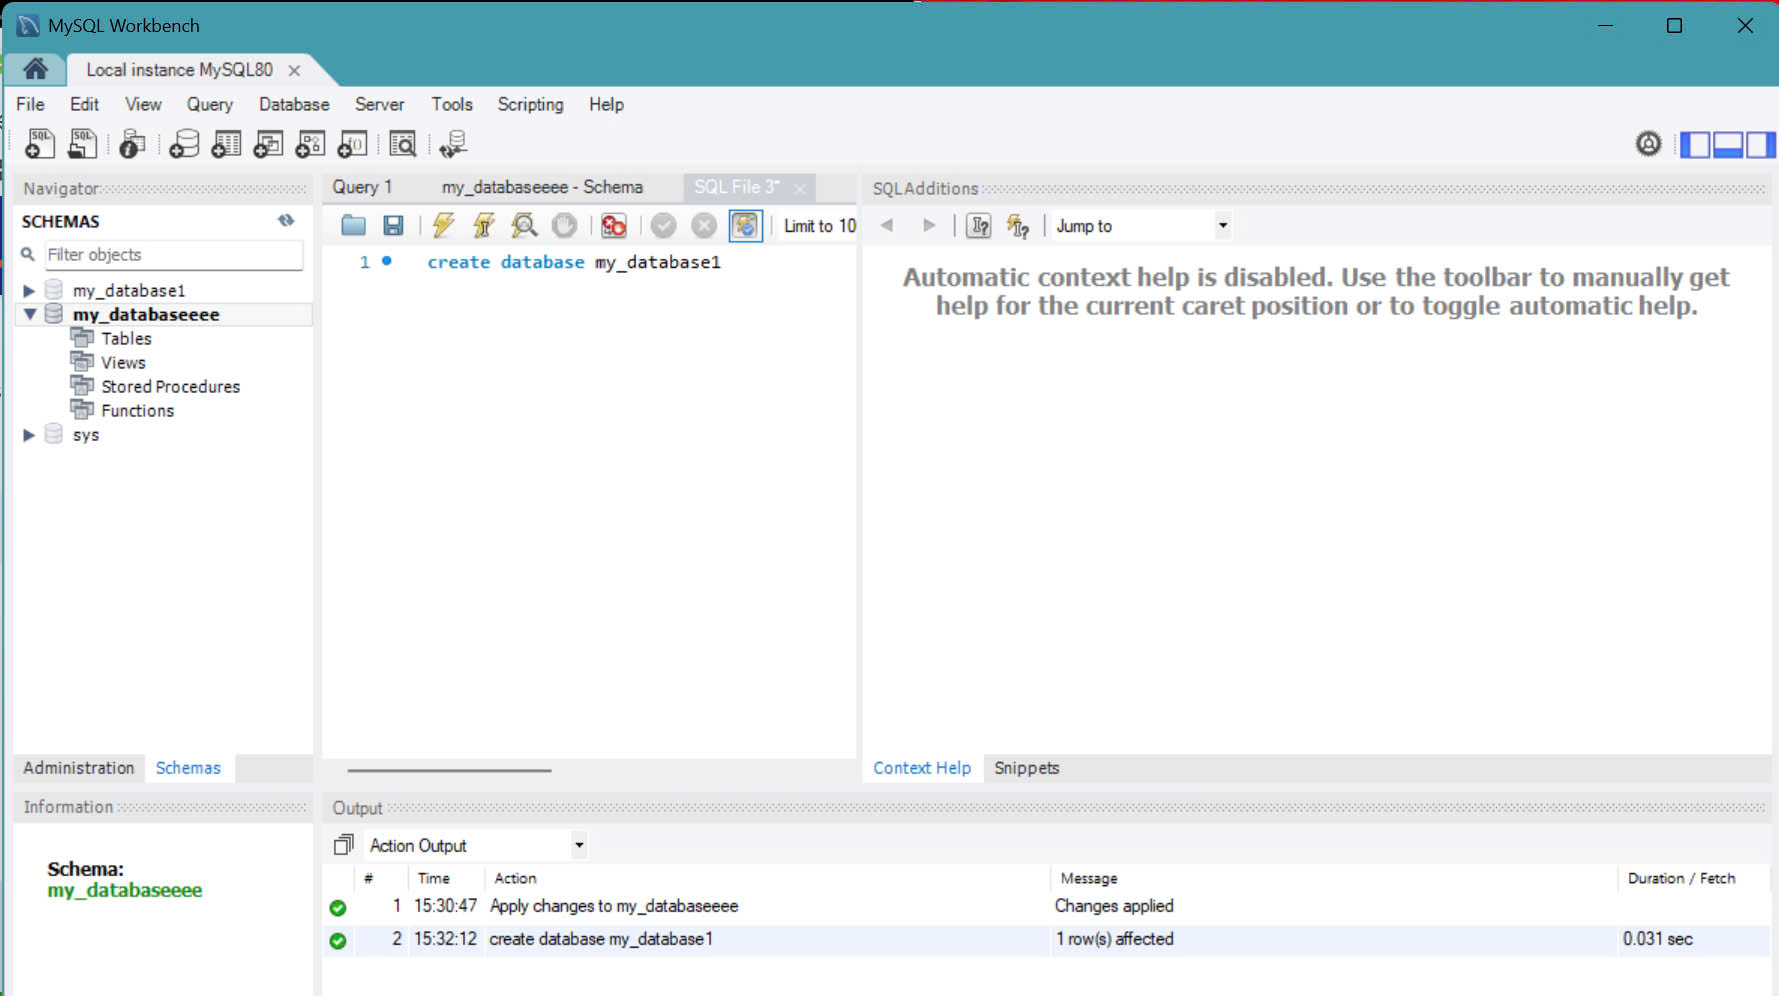 MySQL Workbench
Local instance MySQL80
File Edit View Query Database Server Tools Scripting Help
Navigator
SCHEMAS
Filter objects
my_database1
my_databaseeee
Tables
Views
Stored Procedures
Functions
sys
Administration Schemas
Information
Schema:
my_databaseeee
Query 1 my_databaseeee - Schema SQL File 3*
Limit to 10
1 create database my_database1
SQLAdditions
Jump to
Automatic context help is disabled. Use the toolbar to manually get
help for the current caret position or to toggle automatic help.
Context Help Snippets
Output
Action Output
# Time Action Message Duration / Fetch
1 15:30:47 Apply changes to my_databaseeee Changes applied
2 15:32:12 create database my_database1 1 row(s) affected 0.031 sec